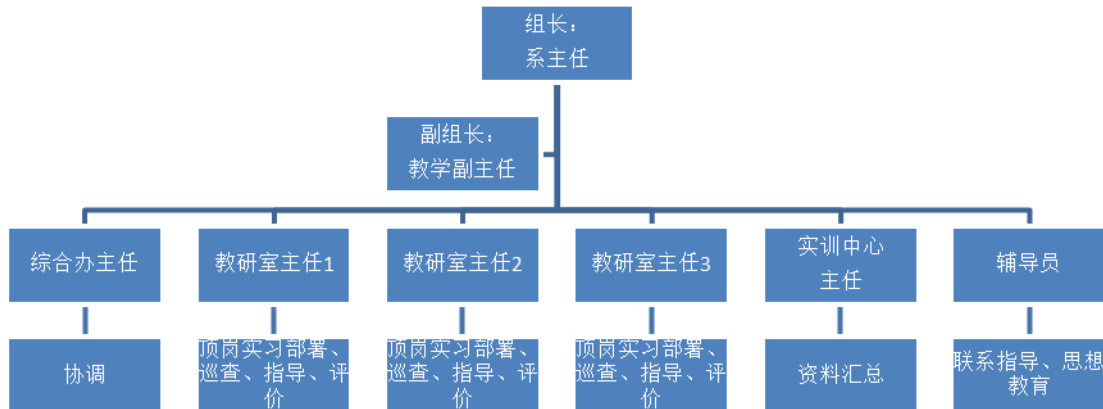 组长：
系主任
副组长：
教学副主任
综合办主任
教研室主任1
教研室主任2
教研室主任3
实训中心
主任
辅导员
协调
顶岗实习部署、
巡查、指导、评
价
顶岗实习部署、
巡查、指导、评
价
顶岗实习部署、
巡查、指导、评
价
资料汇总
联系指导、思想
教育